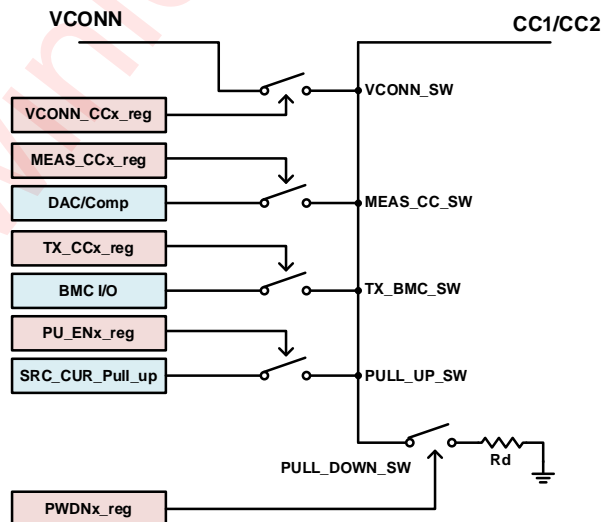 VCONN
CC1/CC2
VCONN_SW
VCONN_CCx_reg
MEAS_CCx_reg
DAC/Comp
MEAS_CC_SW
TX_CCx_reg
BMC I/O
TX_BMC_SW
PU_ENx_reg
SRC_CUR_Pull_up
PULL_UP_SW
PULL_DOWN_SW
Rd
PWDNx_reg